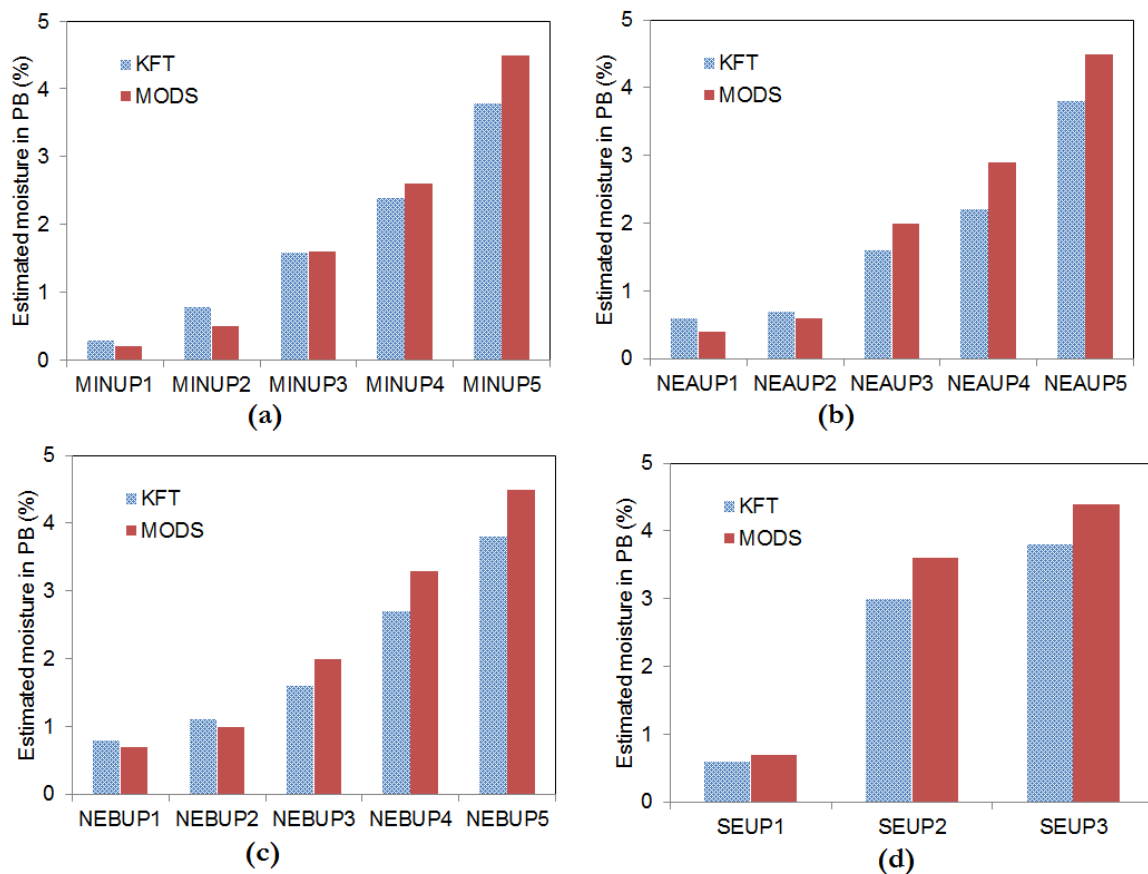 Estimated moisture in PB (%)
5
4
3
2
1
0
KFT
MODS
MINUP1 MINUP2 MINUP3 MINUP4 MINUP5
(a)
Estimated moisture in PB (%)
5
4
3
2
1
0
KFT
MODS
NEAUP1 NEAUP2 NEAUP3 NEAUP4 NEAUP5
(b)
Estimated moisture in PB (%)
5
4
3
2
1
0
KFT
MODS
NEBUP1 NEBUP2 NEBUP3 NEBUP4 NEBUP5
(c)
Estimated moisture in PB (%)
5
4
3
2
1
0
KFT
MODS
SEUP1 SEUP2 SEUP3
(d)